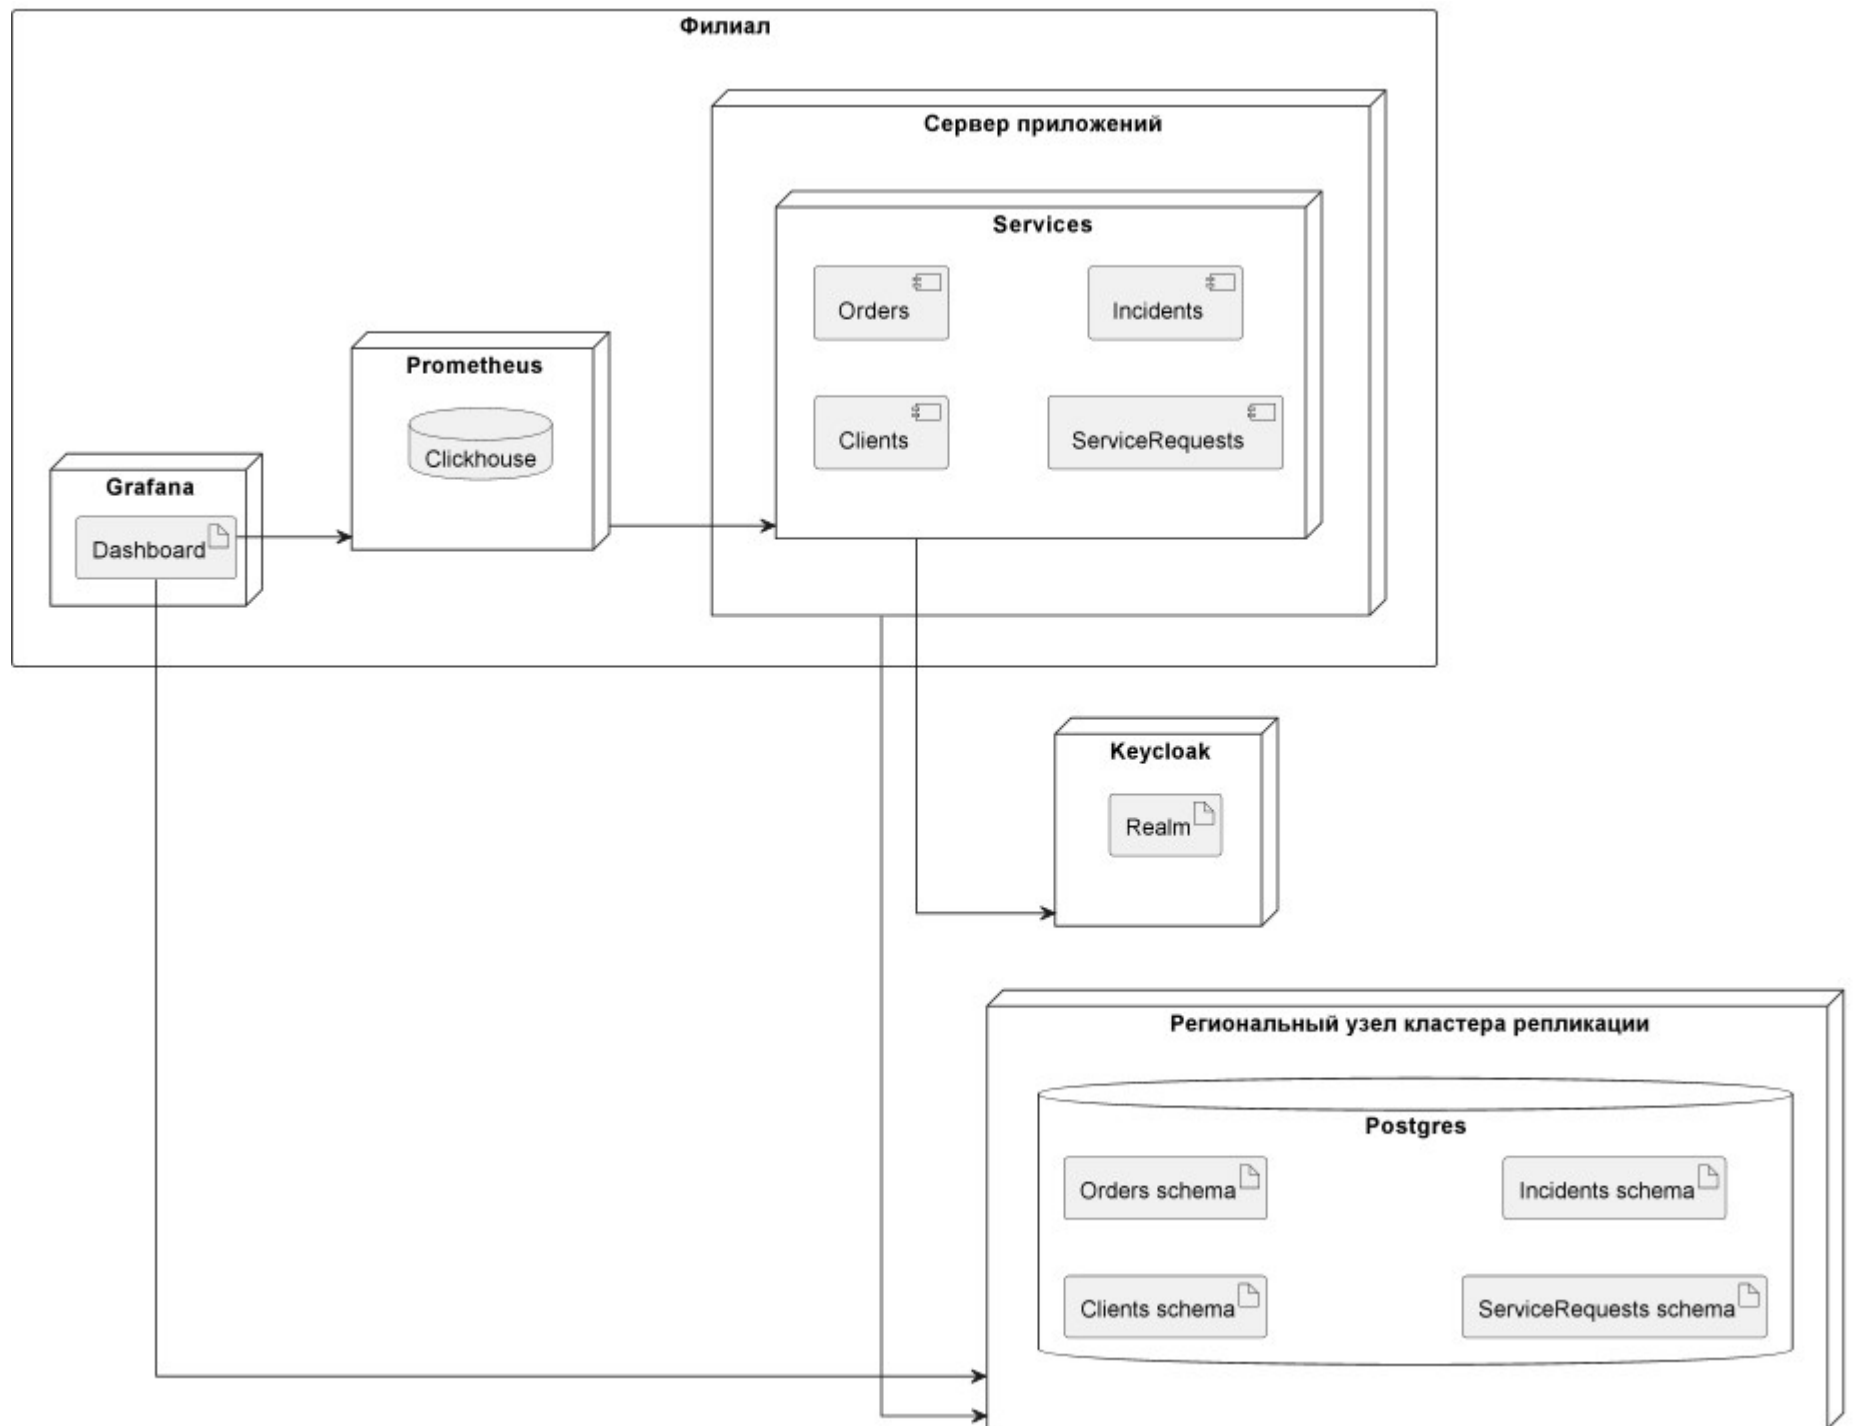 Филиал
Сервер приложений
Services
Orders
Incidents
Prometheus
Clickhouse
Clients
ServiceRequests
Grafana
Dashboard
Keycloak
Realm
Региональный узел кластера репликации
Postgres
Orders schema
Incidents schema
Clients schema
ServiceRequests schema